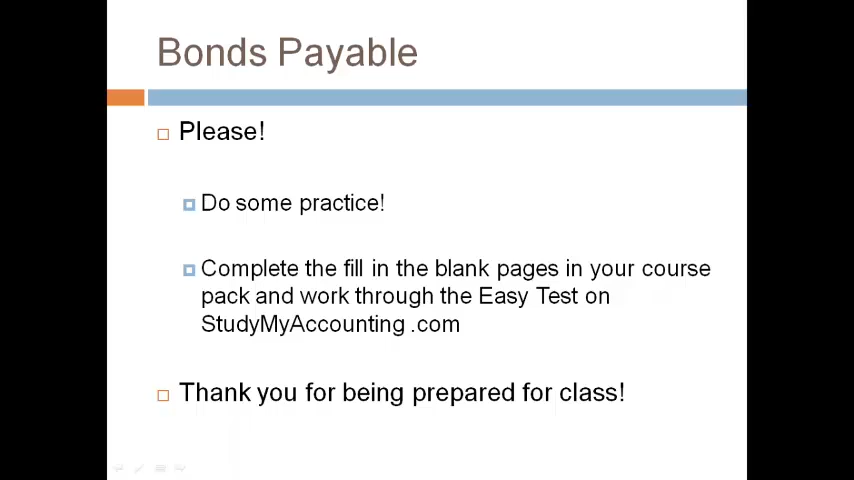 Bonds Payable
Please!
Do some practice!
Complete the fill in the blank pages in your course
pack and work through the Easy Test on
StudyMyAccounting .com
Thank you for being prepared for class!